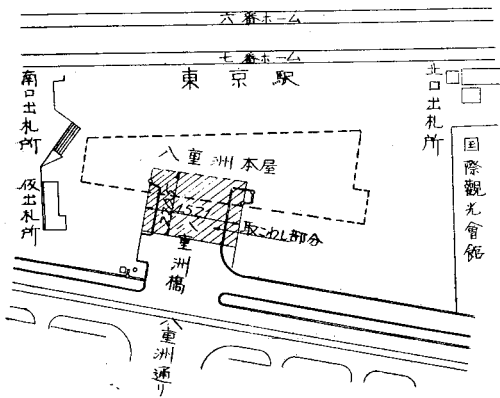 六番ホーム
七番ホーム
東京駅
南口出札所
北口出札所
仮出札所
国際觀光會館
八重洲本屋
取こわし部分
八重洲橋
八重洲通り